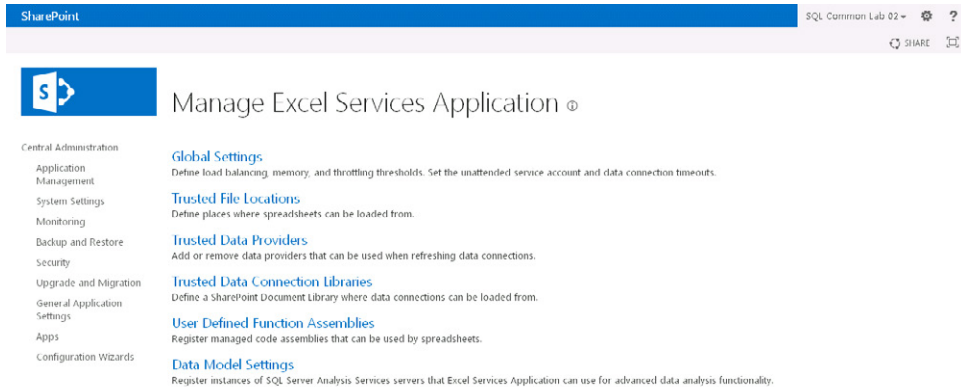 SharePoint
SQL Common Lab 02
?
SHARE
S
Manage Excel Services Application
Central Administration
Application
Management
System Settings
Monitoring
Backup and Restore
Security
Upgrade and Migration
General Application
Settings
Apps
Configuration Wizards
Global Settings
Define load balancing, memory, and throttling thresholds. Set the unattended service account and data connection timeouts.
Trusted File Locations
Define places where spreadsheets can be loaded from.
Trusted Data Providers
Add or remove data providers that can be used when refreshing data connections.
Trusted Data Connection Libraries
Define a SharePoint Document Library where data connections can be loaded from.
User Defined Function Assemblies
Register managed code assemblies that can be used by spreadsheets.
Data Model Settings
Register instances of SQL Server Analysis Services servers that Excel Services Application can use for advanced data analysis functionality.